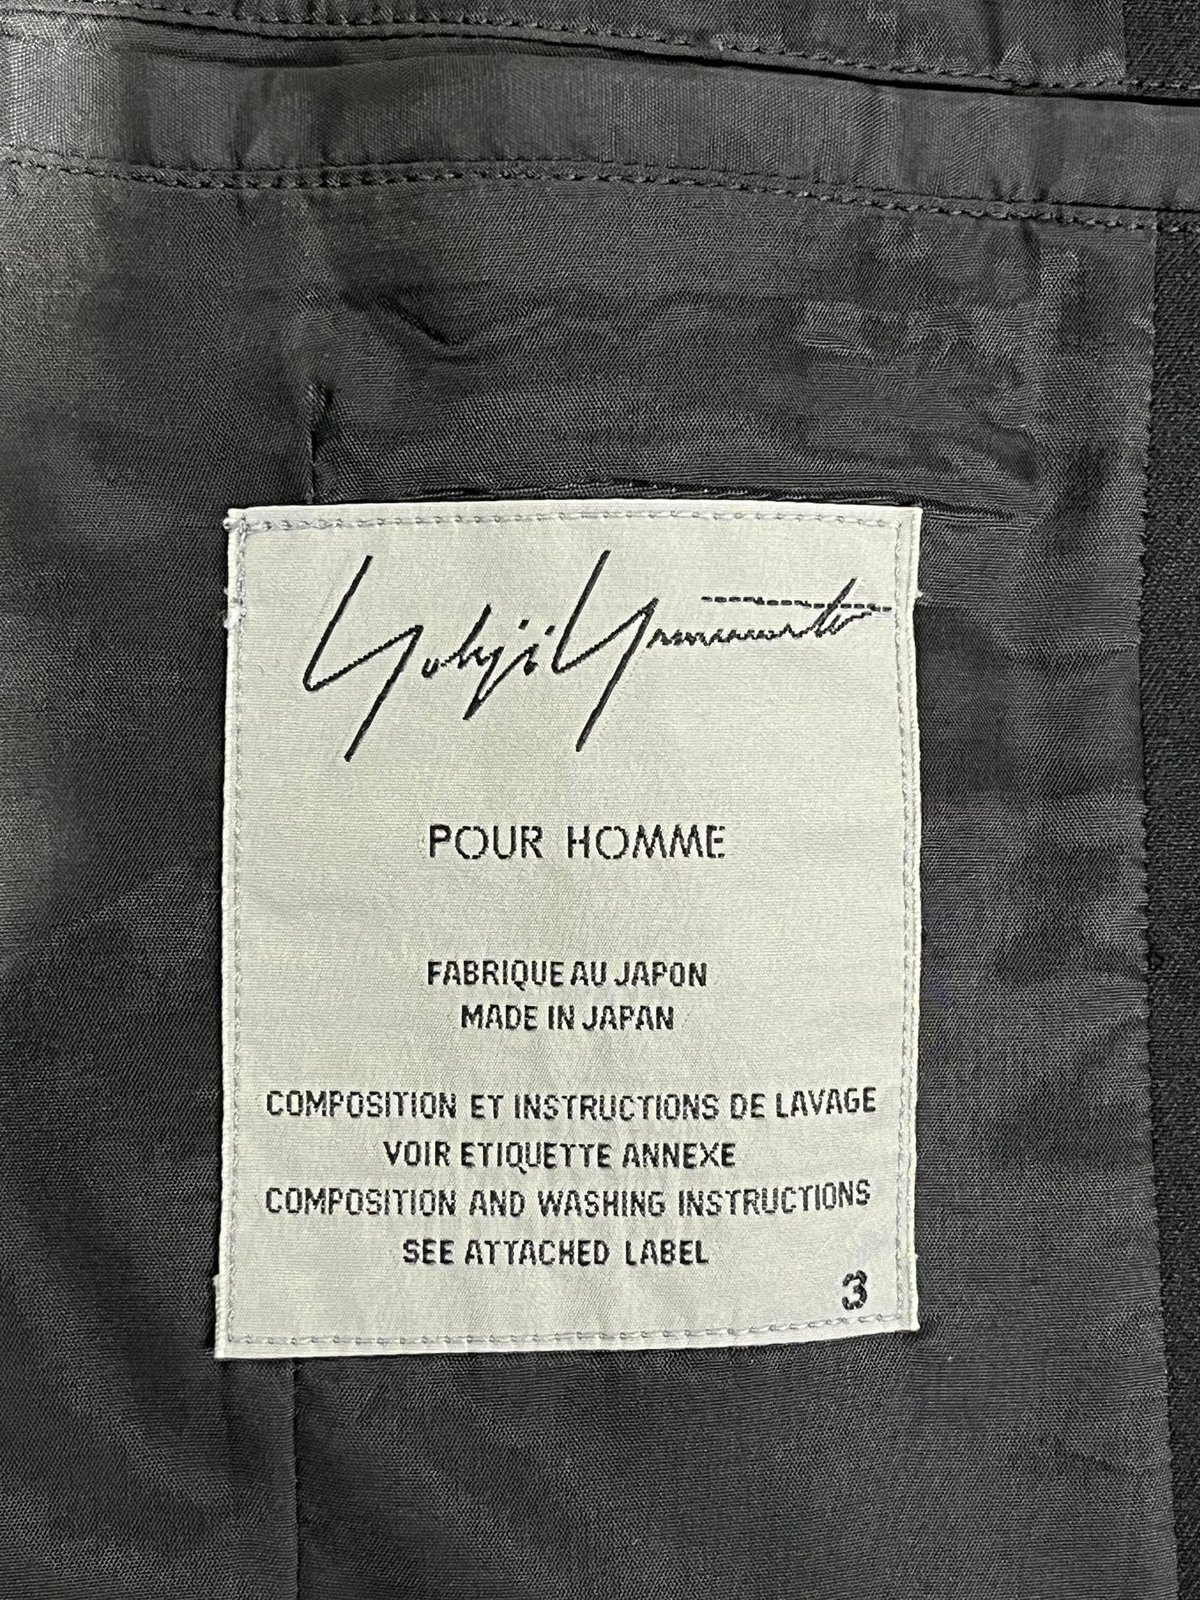 Yohji Yamamoto
POUR HOMME
FABRIQUE AU JAPON
MADE IN JAPAN
COMPOSITION ET INSTRUCTIONS DE LAVAGE
VOIR ETIQUETTE ANNEXE
COMPOSITION AND WASHING INSTRUCTIONS
SEE ATTACHED LABEL
3